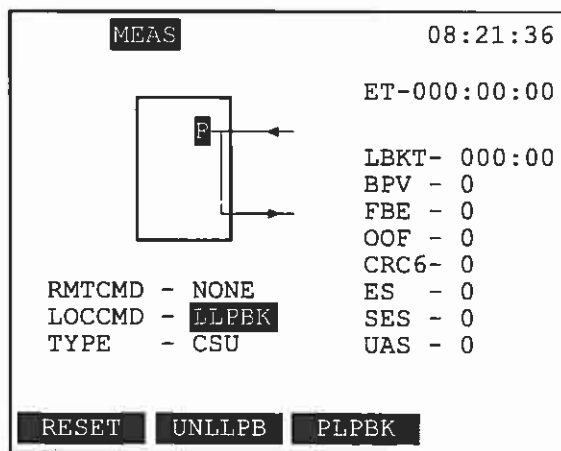 MEAS 08:21:36
ET-000:00:00
P
LBKT- 000:00
BPV - 0
FBE - 0
OOF - 0
CRC6- 0
RMTCMD - NONE ES - 0
LOCCMD - LLPBK SES - 0
TYPE - CSU UAS - 0
RESET UNLLPB PLPBK